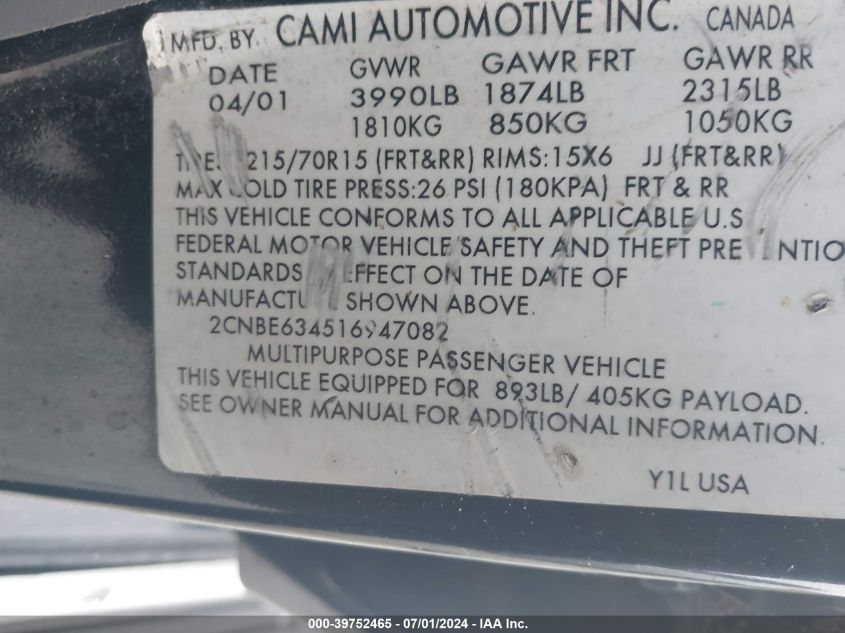 MFD. BY CAMI AUTOMOTIVE INC. CANADA
DATE GVWR GAWR FRT GAWR RR
04/01 3990LB 1874LB 2315LB
1810KG 850KG 1050KG
215/70R15 (FRT&RR) RIMS:15X6 JJ (FRT&RR)
MAX COLD TIRE PRESS:26 PSI (180KPA) FRT & RR
THIS VEHICLE CONFORMS TO ALL APPLICABLE U.S
FEDERAL MOTOR VEHICLE SAFETY AND THEFT PRE NTIO
STANDARDS EFFECT ON THE DATE OF
MANUFACTU SHOWN ABOVE.
2CNBE634516947082
MULTIPURPOSE PASSENGER VEHICLE
THIS VEHICLE EQUIPPED FOR 893LB/ 405KG PAYLOAD.
SEE OWNER MANUAL FOR ADDITIONAL INFORMATION.
Y1L USA
000-39752465 - 07/01/2024 - IAA Inc.